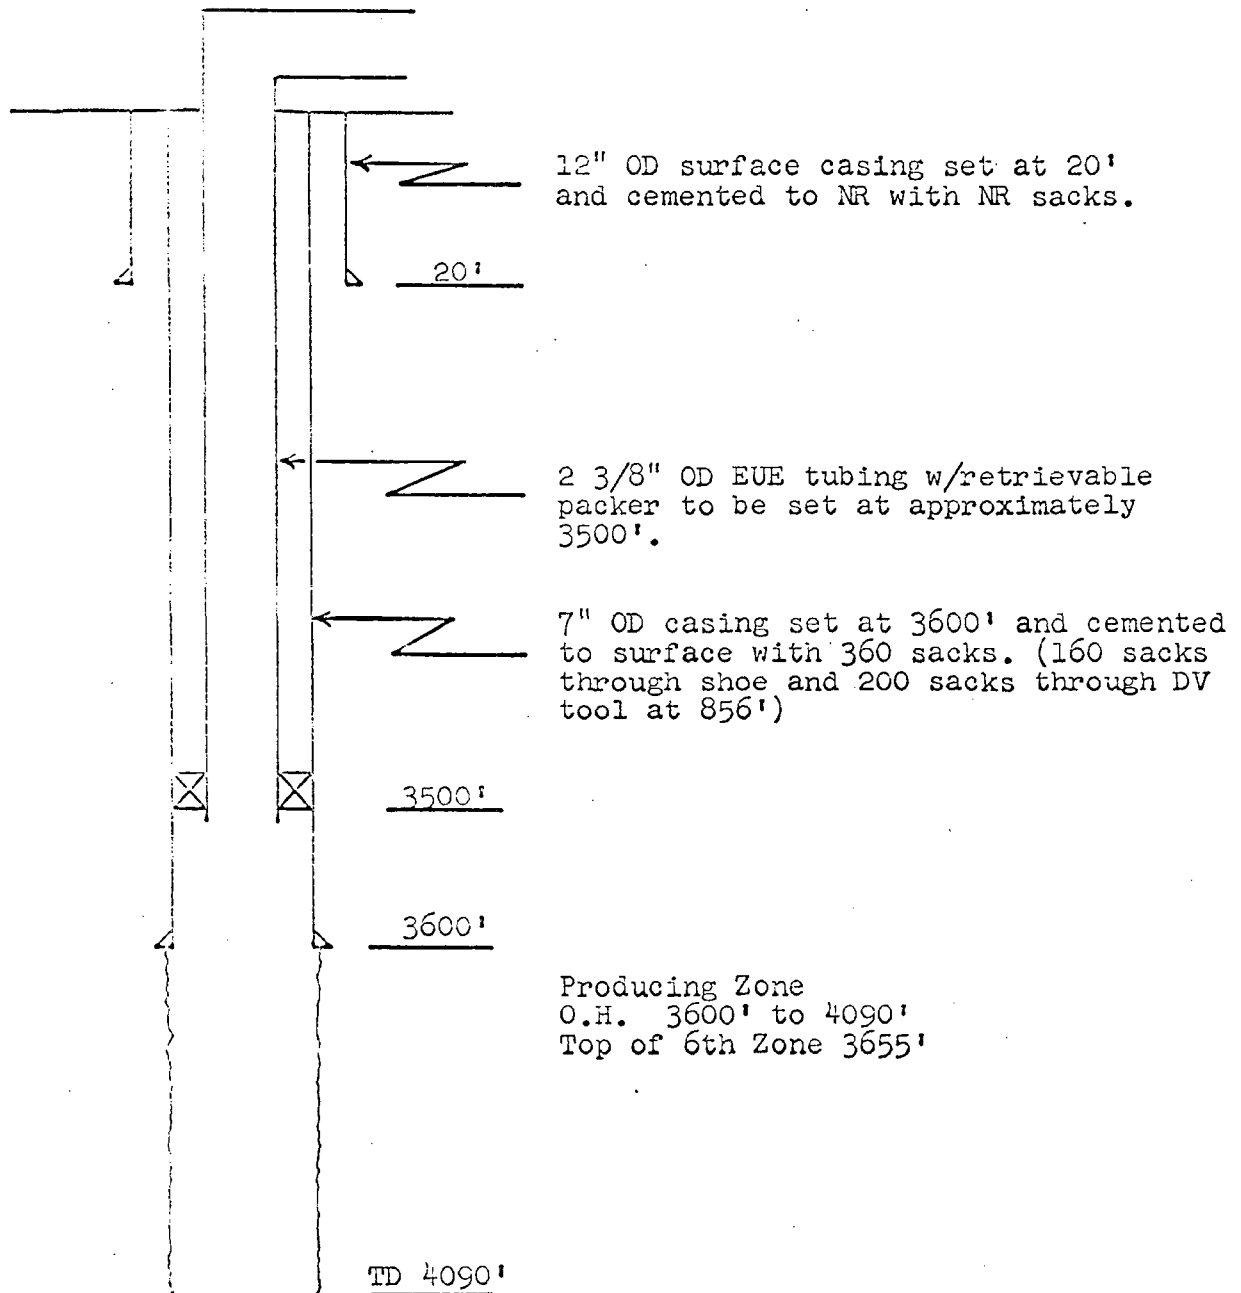 12" OD surface casing set at 20'
and cemented to NR with NR sacks.
20'
2 3/8" OD EUE tubing w/retrievable
packer to be set at approximately
3500'.
7" OD casing set at 3600' and cemented
to surface with 360 sacks. (160 sacks
through shoe and 200 sacks through DV
tool at 856')
3500'
3600'
Producing Zone
O.H. 3600' to 4090'
Top of 6th Zone 3655'
TD 4090'